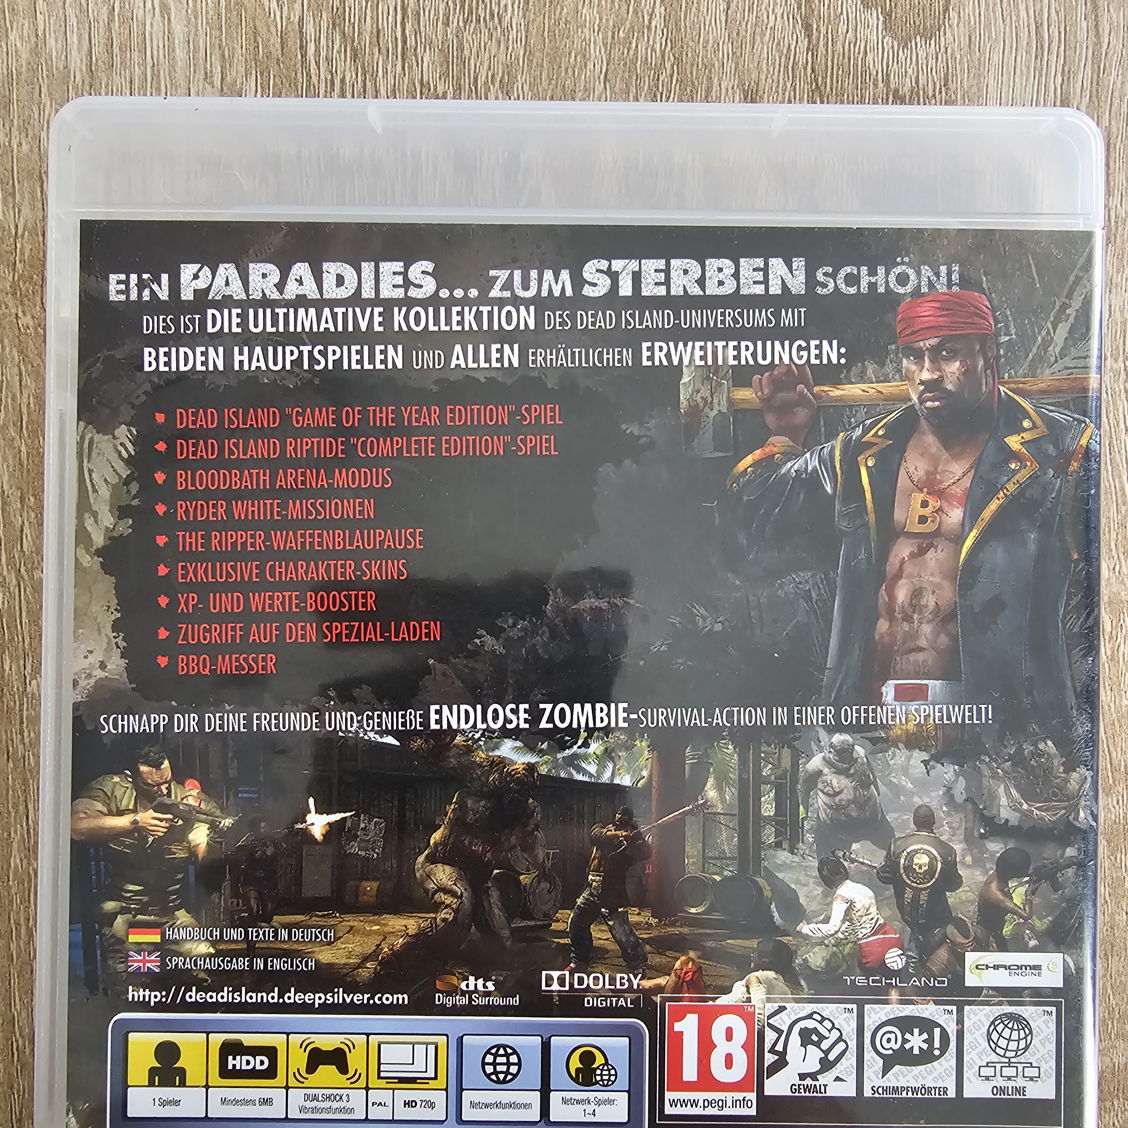 EIN PARADIES... ZUM STERBEN SCHÖN!
DIES IST DIE ULTIMATIVE KOLLEKTION DES DEAD ISLAND-UNIVERSUMS MIT
BEIDEN HAUPTSPIELEN UND ALLEN ERHÄLTLICHEN ERWEITERUNGEN:
DEAD ISLAND "GAME OF THE YEAR EDITION"-SPIEL
DEAD ISLAND RIPTIDE "COMPLETE EDITION"-SPIEL
BLOODBATH ARENA-MODUS
RYDER WHITE-MISSIONEN
THE RIPPER-WAFFENBLAUPAUSE
EXKLUSIVE CHARAKTER-SKINS
XP- UND WERTE-BOOSTER
ZUGRIFF AUF DEN SPEZIAL-LADEN
BBQ-MESSER
B
SCHNAPP DIR DEINE FREUNDE UND GENIEßE ENDLOSE ZOMBIE-SURVIVAL-ACTION IN EINER OFFENEN SPIELWELT!
HANDBUCH UND TEXTE IN DEUTSCH
SPRACHAUSGABE IN ENGLISCH
http://deadisland.deepsilver.com
dts
Digital Surround
DOLBY
DIGITAL
TECHLAND
CHROME
ENGINE
1 Spieler
HDD
Mindestens 6MB
DUALSHOCK 3
Vibrationsfunktion
PAL
HD 720p
Netzwerkfunktionen
Netzwerk-Spieler:
1~4
18
www.pegi.info
GEWALT
@*!
SCHIMPFWÖRTER
ONLINE